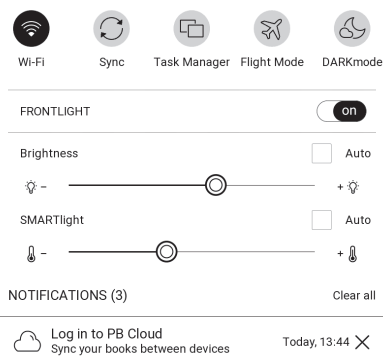 Wi-Fi Sync Task Manager Flight Mode DARKmode
FRONTLIGHT on
Brightness Auto
− +
SMARTlight Auto
− +
NOTIFICATIONS (3) Clear all
Log in to PB Cloud
Today, 13:44
Sync your books between devices